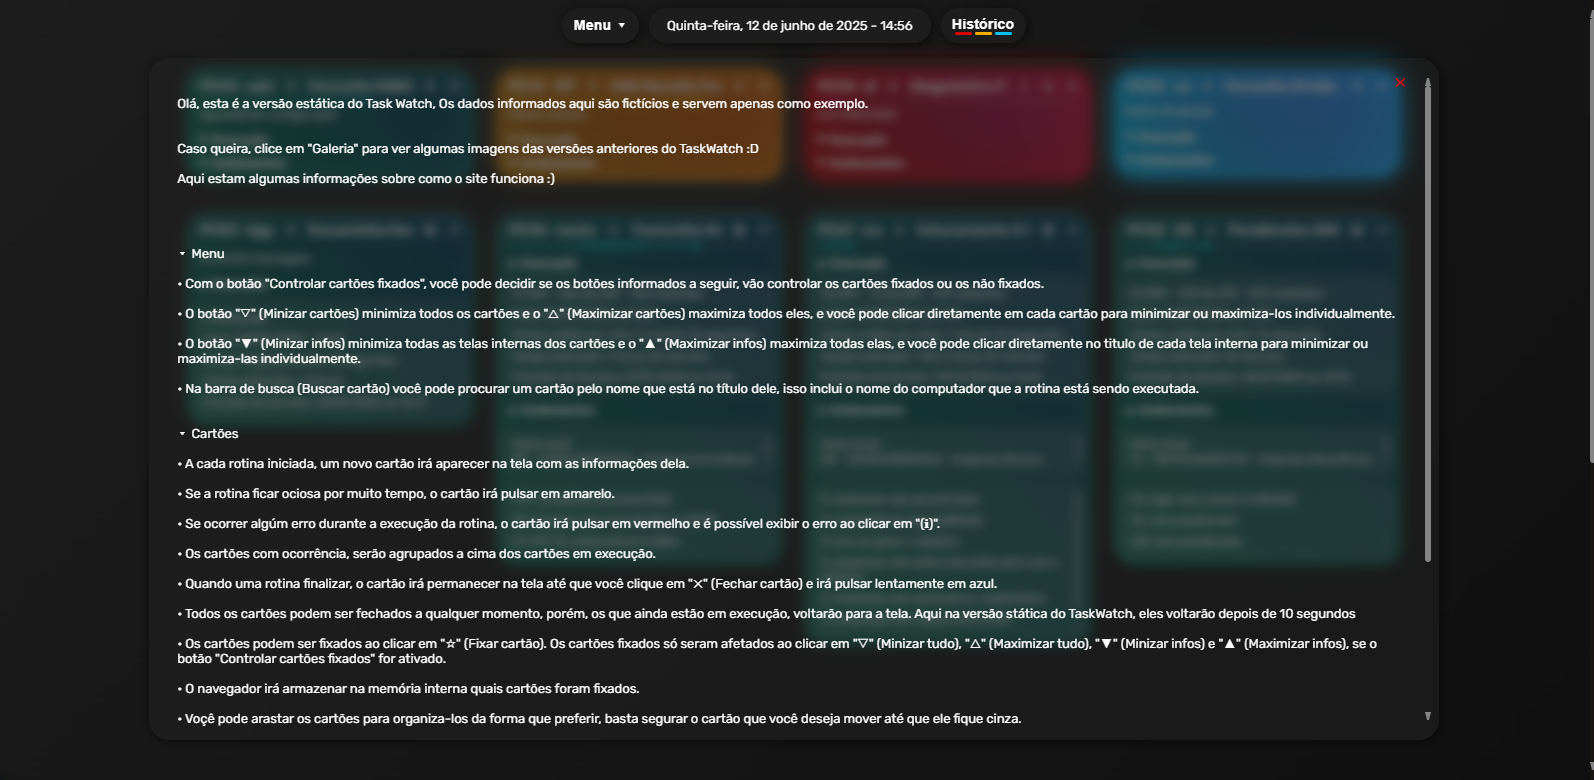 Menu ▼
Quinta-feira, 12 de junho de 2025 - 14:56
Histórico
Olá, esta é a versão estática do Task Watch, Os dados informados aqui são fictícios e servem apenas como exemplo.
Caso queira, clice em "Galeria" para ver algumas imagens das versões anteriores do TaskWatch :D
Aqui estam algumas informações sobre como o site funciona :)
▾ Menu
• Com o botão "Controlar cartões fixados", você pode decidir se os botões informados a seguir, vão controlar os cartões fixados ou os não fixados.
• O botão "▽" (Minizar cartões) minimiza todos os cartões e o "△" (Maximizar cartões) maximiza todos eles, e você pode clicar diretamente em cada cartão para minimizar ou maximiza-los individualmente.
• O botão "▼" (Minizar infos) minimiza todas as telas internas dos cartões e o "▲" (Maximizar infos) maximiza todas elas, e você pode clicar diretamente no titulo de cada tela interna para minimizar ou
maximiza-las individualmente.
• Na barra de busca (Buscar cartão) você pode procurar um cartão pelo nome que está no título dele, isso inclui o nome do computador que a rotina está sendo executada.
▾ Cartões
• A cada rotina iniciada, um novo cartão irá aparecer na tela com as informações dela.
• Se a rotina ficar ociosa por muito tempo, o cartão irá pulsar em amarelo.
• Se ocorrer algúm erro durante a execução da rotina, o cartão irá pulsar em vermelho e é possível exibir o erro ao clicar em "(ℹ)".
• Os cartões com ocorrência, serão agrupados a cima dos cartões em execução.
• Quando uma rotina finalizar, o cartão irá permanecer na tela até que você clique em "✕" (Fechar cartão) e irá pulsar lentamente em azul.
• Todos os cartões podem ser fechados a qualquer momento, porém, os que ainda estão em execução, voltarão para a tela. Aqui na versão stática do TaskWatch, eles voltarão depois de 10 segundos
• Os cartões podem ser fixados ao clicar em "☆" (Fixar cartão). Os cartões fixados só seram afetados ao clicar em "▽" (Minizar tudo), "△" (Maximizar tudo), "▼" (Minizar infos) e "▲" (Maximizar infos), se o
botão "Controlar cartões fixados" for ativado.
• O navegador irá armazenar na memória interna quais cartões foram fixados.
• Voçê pode arastar os cartões para organiza-los da forma que preferir, basta segurar o cartão que você deseja mover até que ele fique cinza.